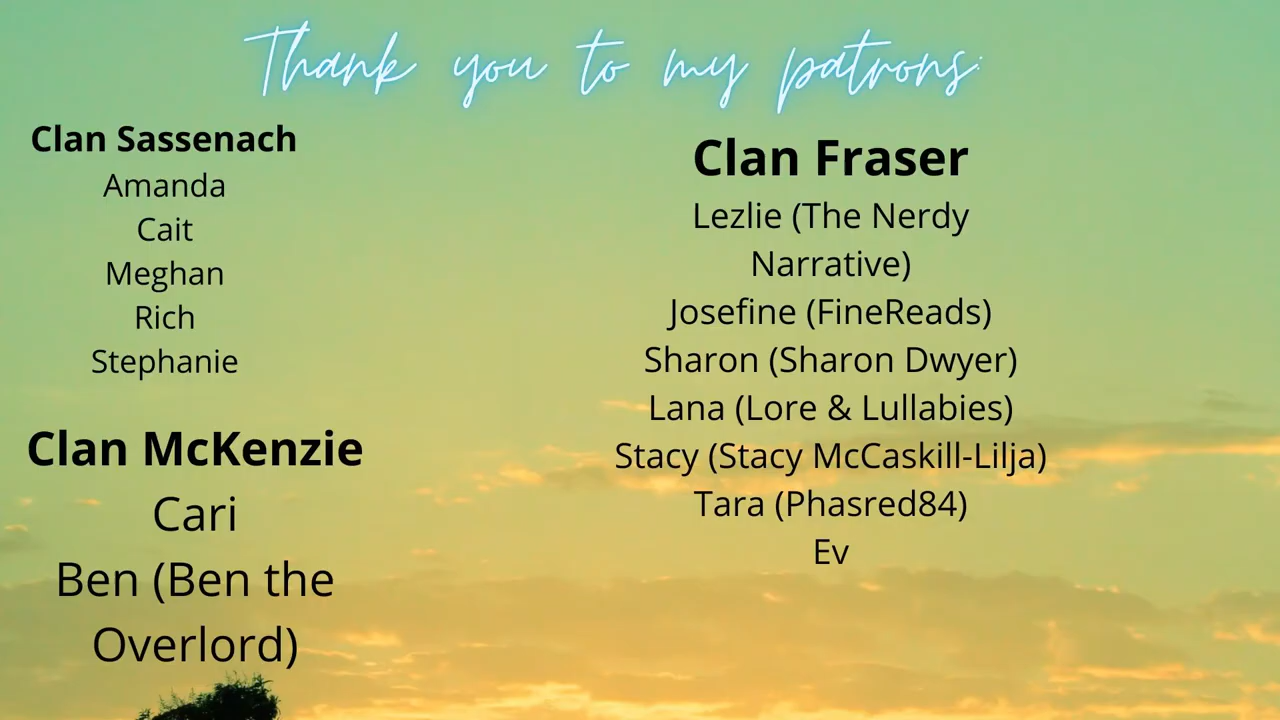 Thank you to my patrons:
Clan Sassenach
Amanda
Cait
Meghan
Rich
Stephanie
Clan McKenzie
Cari
Ben (Ben the
Overlord)
Clan Fraser
Lezlie (The Nerdy
Narrative)
Josefine (FineReads)
Sharon (Sharon Dwyer)
Lana (Lore & Lullabies)
Stacy (Stacy McCaskill-Lilja)
Tara (Phasred84)
Ev